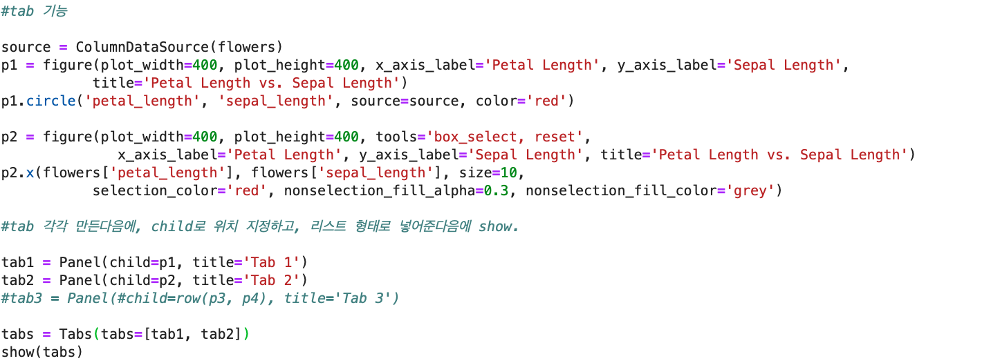 #tab 기능
source = ColumnDataSource(flowers)
p1 = figure(plot_width=400, plot_height=400, x_axis_label='Petal Length', y_axis_label='Sepal Length',
title='Petal Length vs. Sepal Length')
p1.circle('petal_length', 'sepal_length', source=source, color='red')
p2 = figure(plot_width=400, plot_height=400, tools='box_select, reset',
x_axis_label='Petal Length', y_axis_label='Sepal Length', title='Petal Length vs. Sepal Length')
p2.x(flowers['petal_length'], flowers['sepal_length'], size=10,
selection_color='red', nonselection_fill_alpha=0.3, nonselection_fill_color='grey')
#tab 각각 만든다음에, child로 위치 지정하고, 리스트 형태로 넣어준다음에 show.
tab1 = Panel(child=p1, title='Tab 1')
tab2 = Panel(child=p2, title='Tab 2')
#tab3 = Panel(#child=row(p3, p4), title='Tab 3')
tabs = Tabs(tabs=[tab1, tab2])
show(tabs)